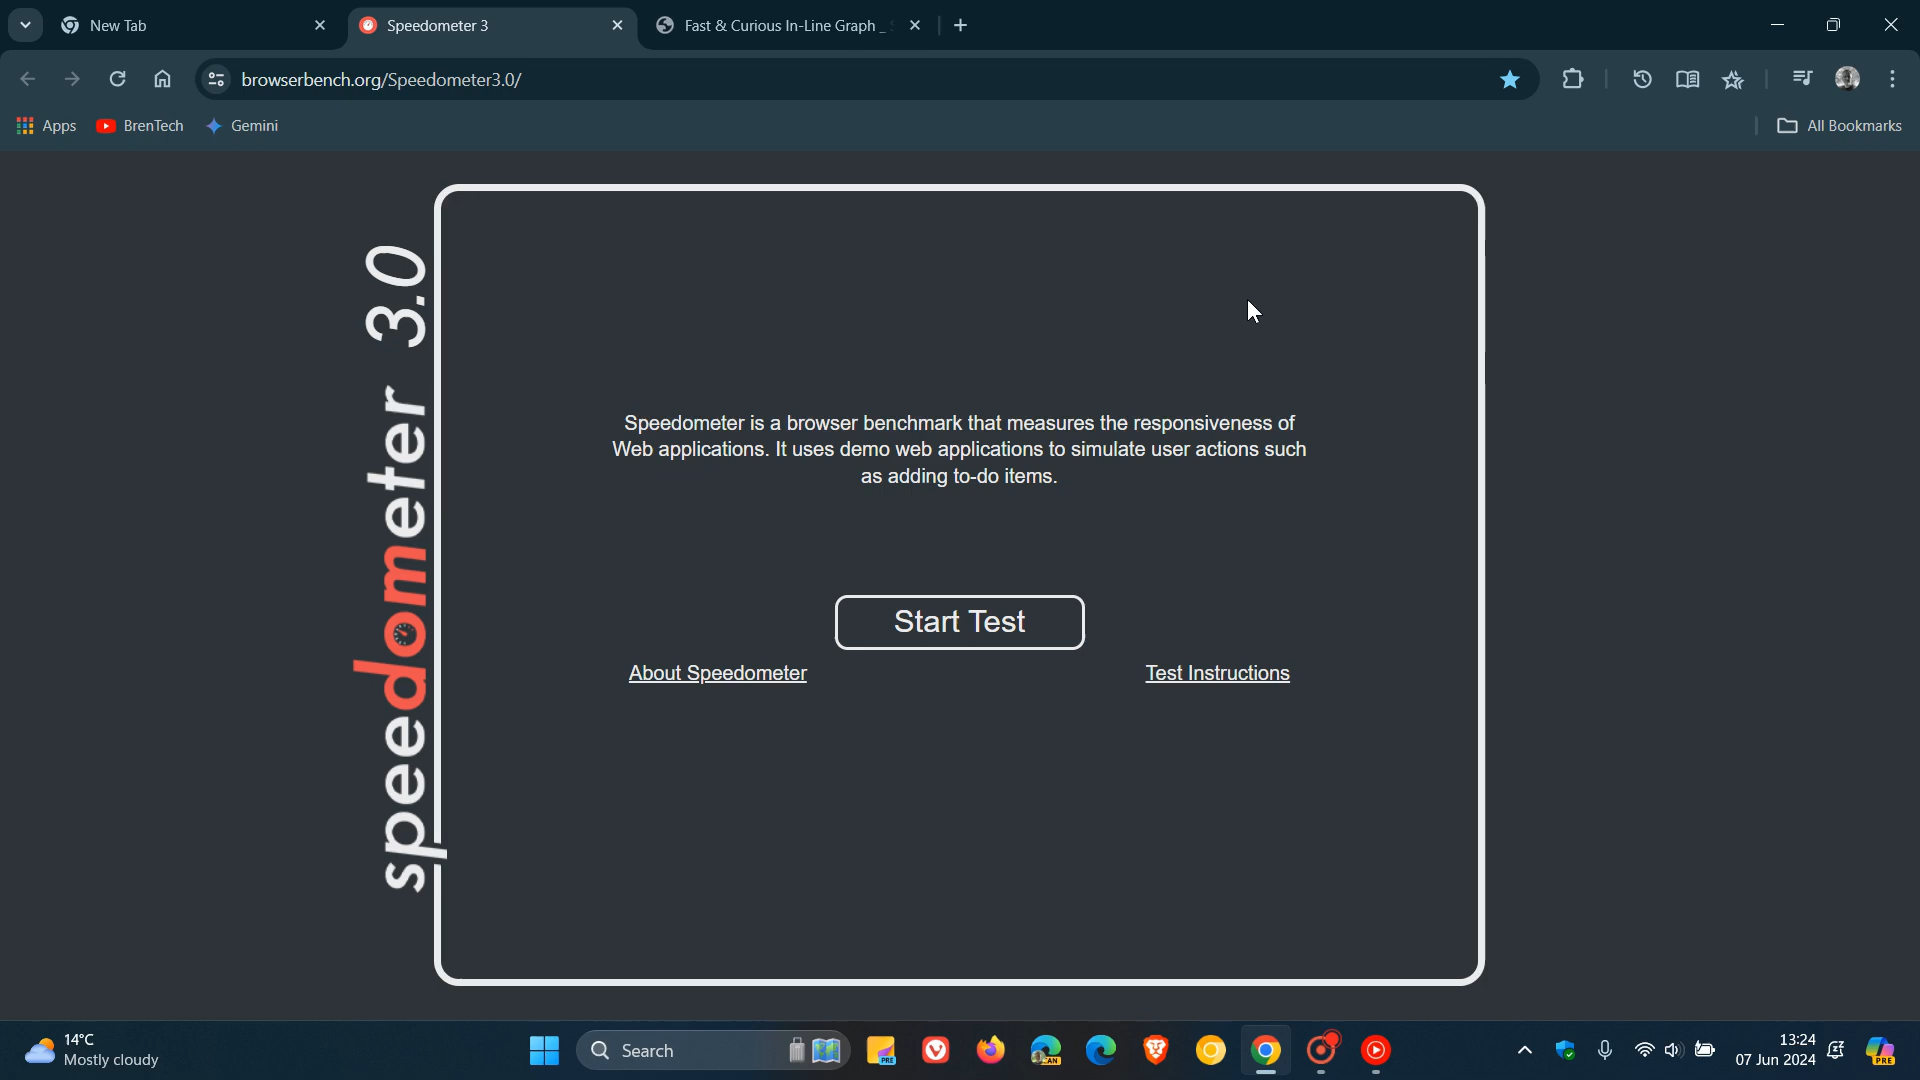 New Tab
Speedometer 3
Fast & Curious In-Line Graph _
browserbench.org/Speedometer3.0/
Apps
BrenTech
Gemini
All Bookmarks
speedometer 3.0
Speedometer is a browser benchmark that measures the responsiveness of
Web applications. It uses demo web applications to simulate user actions such
as adding to-do items.
Start Test
About Speedometer
Test Instructions
14°C
Mostly cloudy
Search
PRE
CAN
13:24
07 Jun 2024
PRE